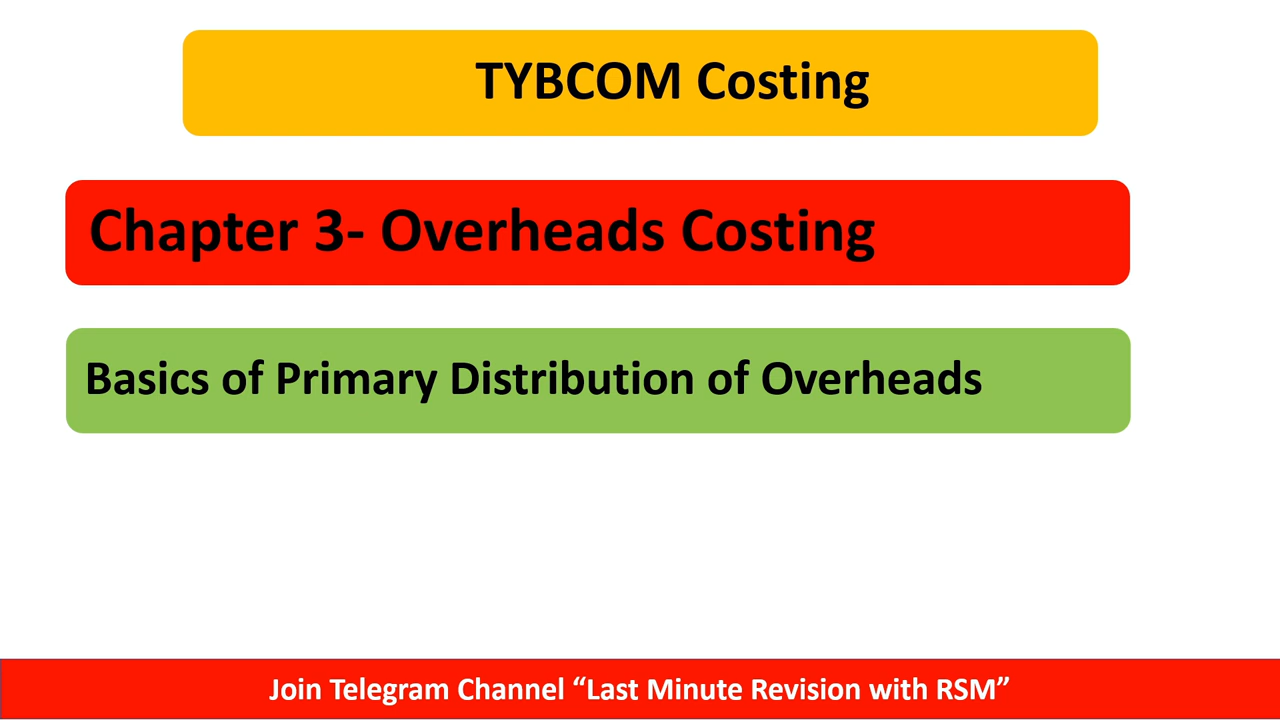 TYBCOM Costing
Chapter 3- Overheads Costing
Basics of Primary Distribution of Overheads
Join Telegram Channel “Last Minute Revision with RSM”